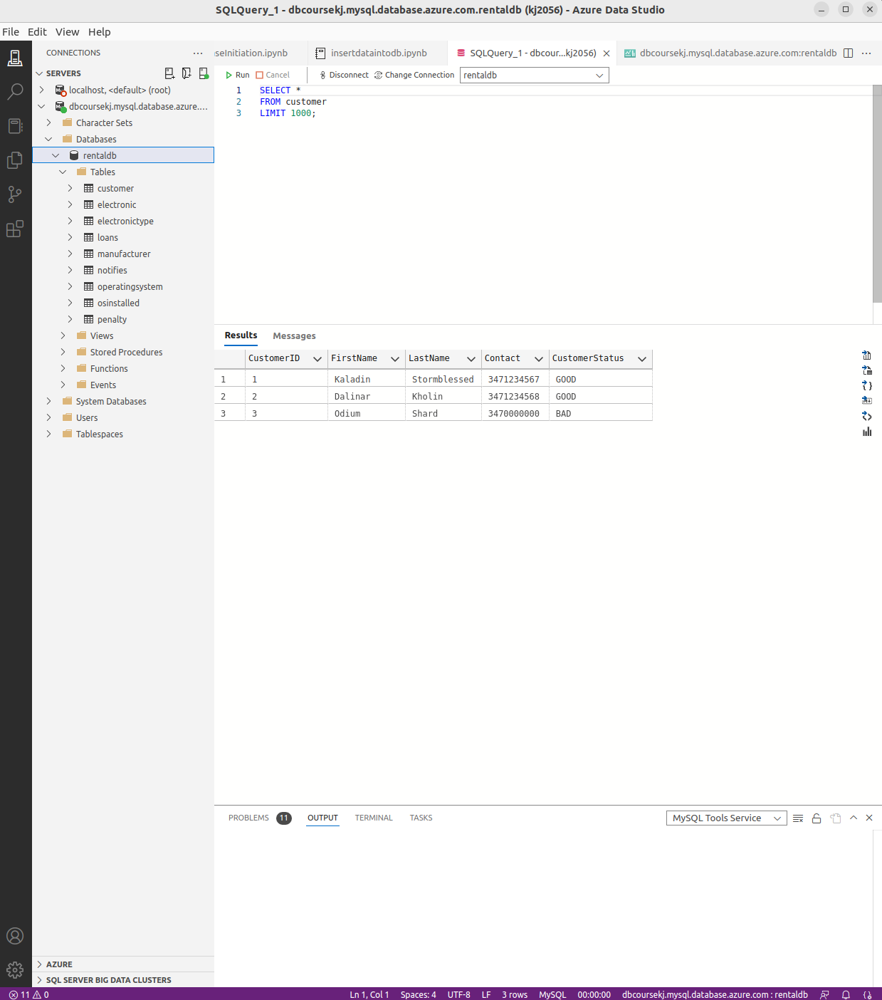 SQLQuery_1 - dbcoursekj.mysql.database.azure.com.rentaldb (kj2056) - Azure Data Studio
File Edit View Help
CONNECTIONS
seInitiation.ipynb
insertdataintodb.ipynb
SQLQuery_1 - dbcour...kj2056)
dbcoursekj.mysql.database.azure.com:rentaldb
SERVERS
Run Cancel Disconnect Change Connection rentaldb
localhost, <default> (root)
dbcoursekj.mysql.database.azure....
Character Sets
Databases
rentaldb
Tables
customer
electronic
electronictype
loans
manufacturer
notifies
operatingsystem
osinstalled
penalty
Views
Stored Procedures
Functions
Events
System Databases
Users
Tablespaces
AZURE
SQL SERVER BIG DATA CLUSTERS
1 SELECT *
2 FROM customer
3 LIMIT 1000;
Results Messages
CustomerID FirstName LastName Contact CustomerStatus
1 1 Kaladin Stormblessed 3471234567 GOOD
2 2 Dalinar Kholin 3471234568 GOOD
3 3 Odium Shard 3470000000 BAD
PROBLEMS 11 OUTPUT TERMINAL TASKS MySQL Tools Service
11 0 Ln 1, Col 1 Spaces: 4 UTF-8 LF 3 rows MySQL 00:00:00 dbcoursekj.mysql.database.azure.com : rentaldb